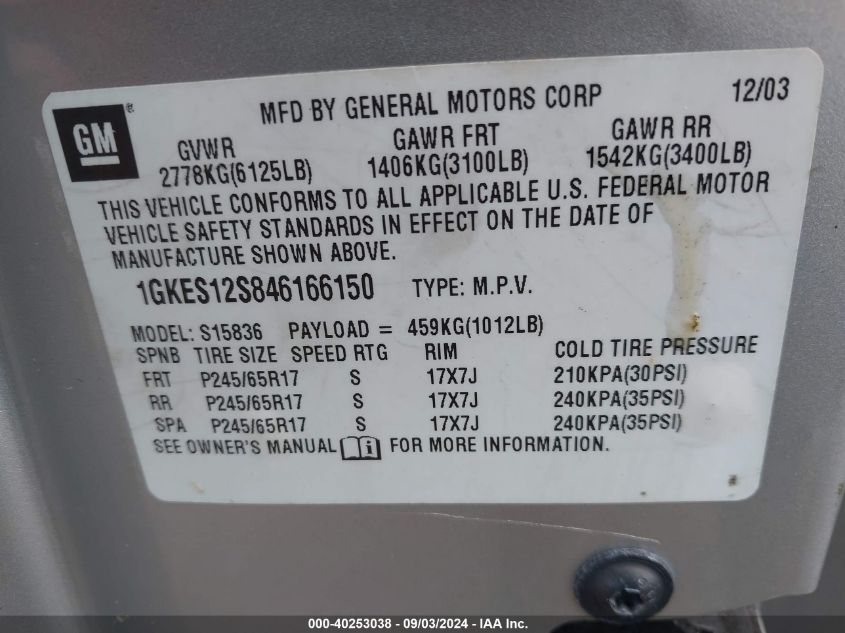 GM ® MFD BY GENERAL MOTORS CORP 12/03
GVWR GAWR FRT GAWR RR
2778KG(6125LB) 1406KG(3100LB) 1542KG(3400LB)
THIS VEHICLE CONFORMS TO ALL APPLICABLE U.S. FEDERAL MOTOR
VEHICLE SAFETY STANDARDS IN EFFECT ON THE DATE OF
MANUFACTURE SHOWN ABOVE.
1GKES12S846166150 TYPE: M.P.V.
MODEL: S15836 PAYLOAD = 459KG(1012LB)
SPNB TIRE SIZE SPEED RTG RIM COLD TIRE PRESSURE
FRT P245/65R17 S 17X7J 210KPA(30PSI)
RR P245/65R17 S 17X7J 240KPA(35PSI)
SPA P245/65R17 S 17X7J 240KPA(35PSI)
SEE OWNER'S MANUAL i FOR MORE INFORMATION.
000-40253038 - 09/03/2024 - IAA Inc.